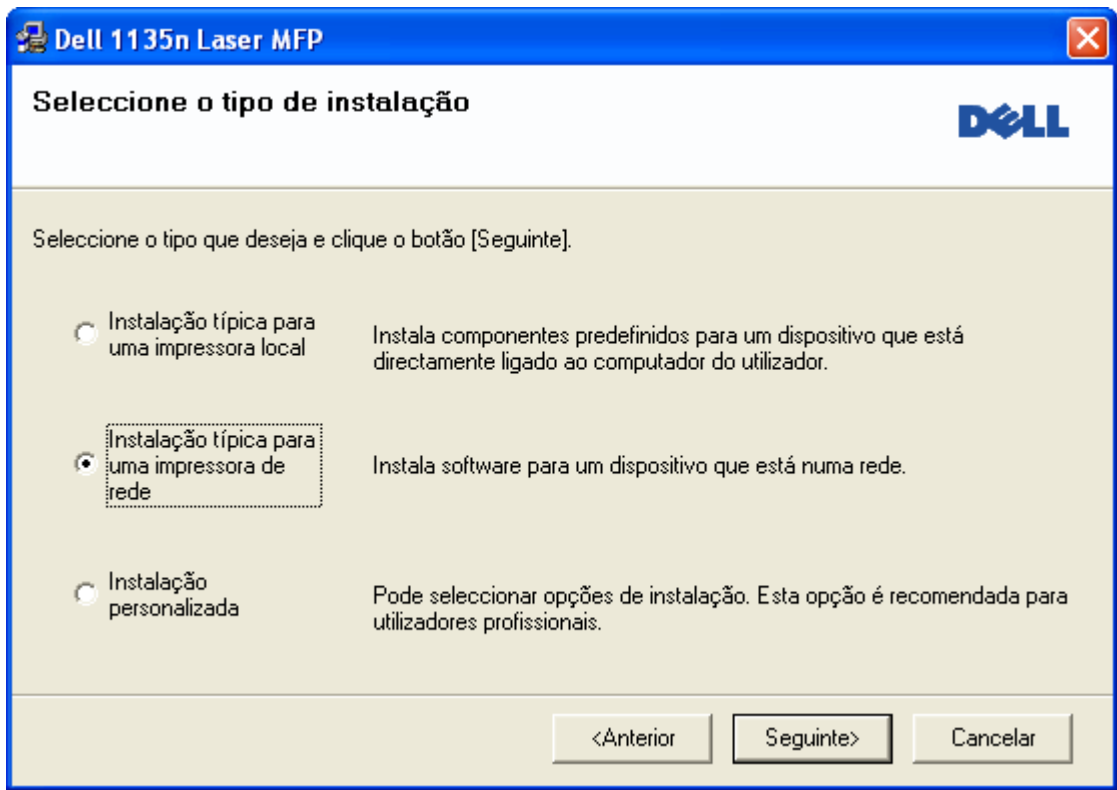 Dell 1135n Laser MFP
Seleccione o tipo de instalação
DELL
Seleccione o tipo que deseja e clique o botão [Seguinte].
Instalação típica para
uma impressora local
Instala componentes predefinidos para um dispositivo que está
directamente ligado ao computador do utilizador.
Instalação típica para
uma impressora de
rede
Instala software para um dispositivo que está numa rede.
Instalação
personalizada
Pode seleccionar opções de instalação. Esta opção é recomendada para
utilizadores profissionais.
<Anterior
Seguinte>
Cancelar